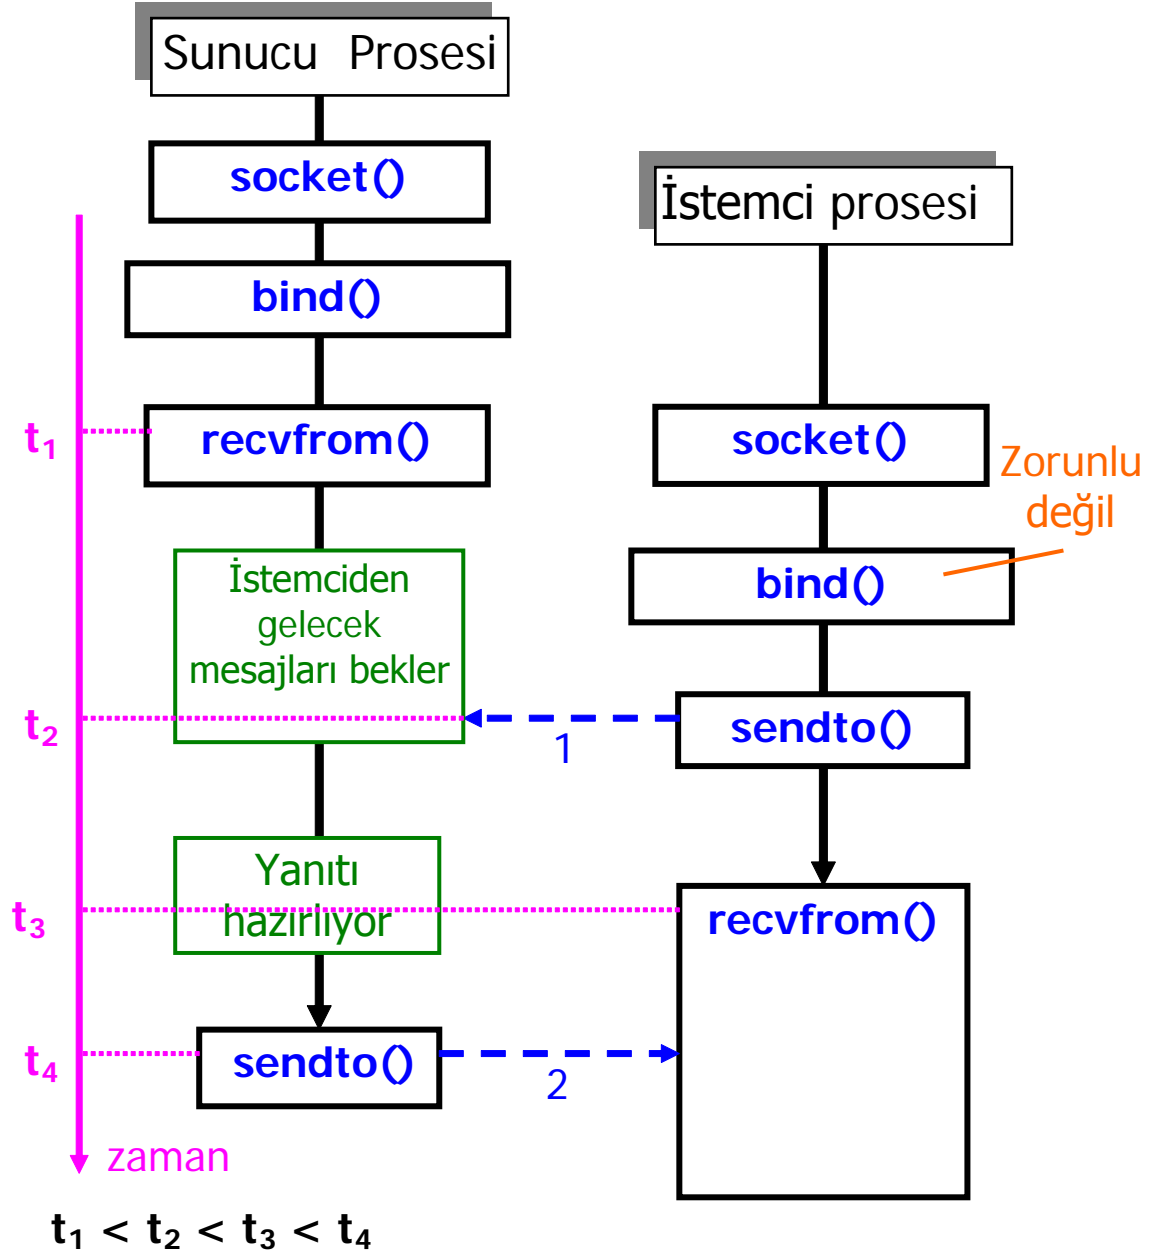 Sunucu Prosesi
socket()
İstemci prosesi
bind()
t1
recvfrom()
socket()
Zorunlu
değil
İstemciden
gelecek
mesajları bekler
bind()
t2
1
sendto()
Yanıtı
hazırlıyor
t3
recvfrom()
t4
sendto()
2
zaman
t1 < t2 < t3 < t4